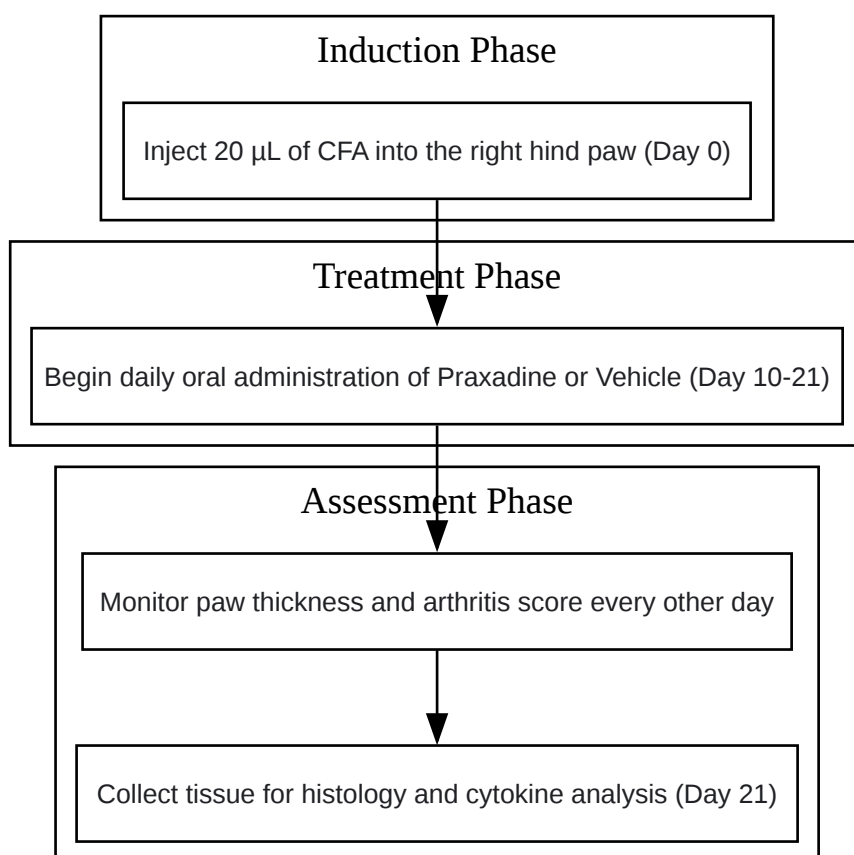 Induction Phase
Inject 20 µL of CFA into the right hind paw (Day 0)
Treatment Phase
Begin daily oral administration of Praxadine or Vehicle (Day 10-21)
Assessment Phase
Monitor paw thickness and arthritis score every other day
Collect tissue for histology and cytokine analysis (Day 21)